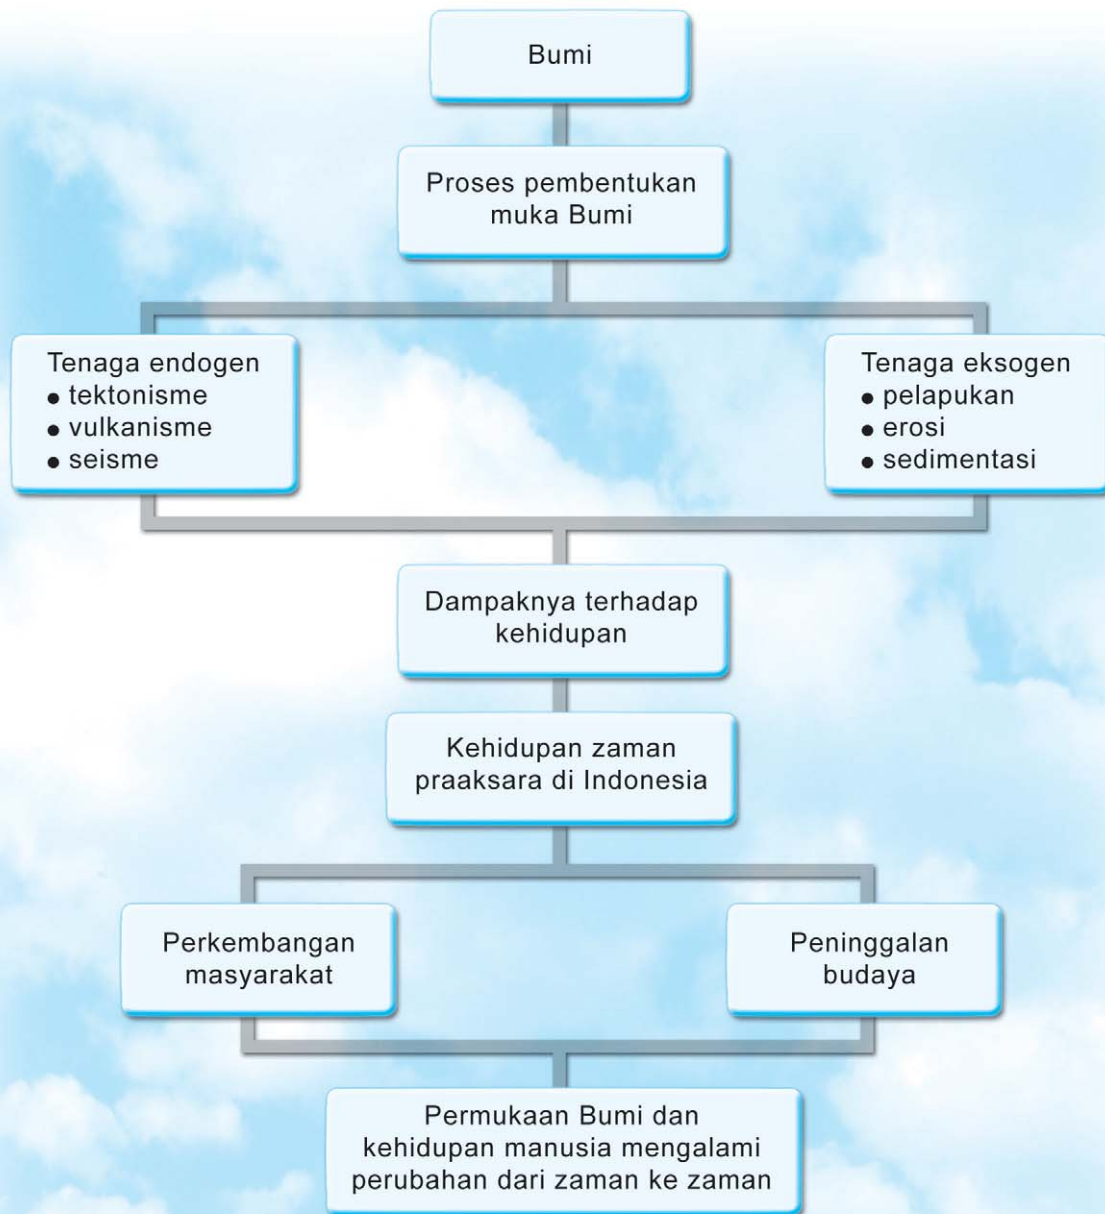 Bumi
Proses pembentukan
muka Bumi
Tenaga endogen
● tektonisme
● vulkanisme
● seisme
Tenaga eksogen
● pelapukan
● erosi
● sedimentasi
Dampaknya terhadap
kehidupan
Kehidupan zaman
praaksara di Indonesia
Perkembangan
masyarakat
Peninggalan
budaya
Permukaan Bumi dan
kehidupan manusia mengalami
perubahan dari zaman ke zaman